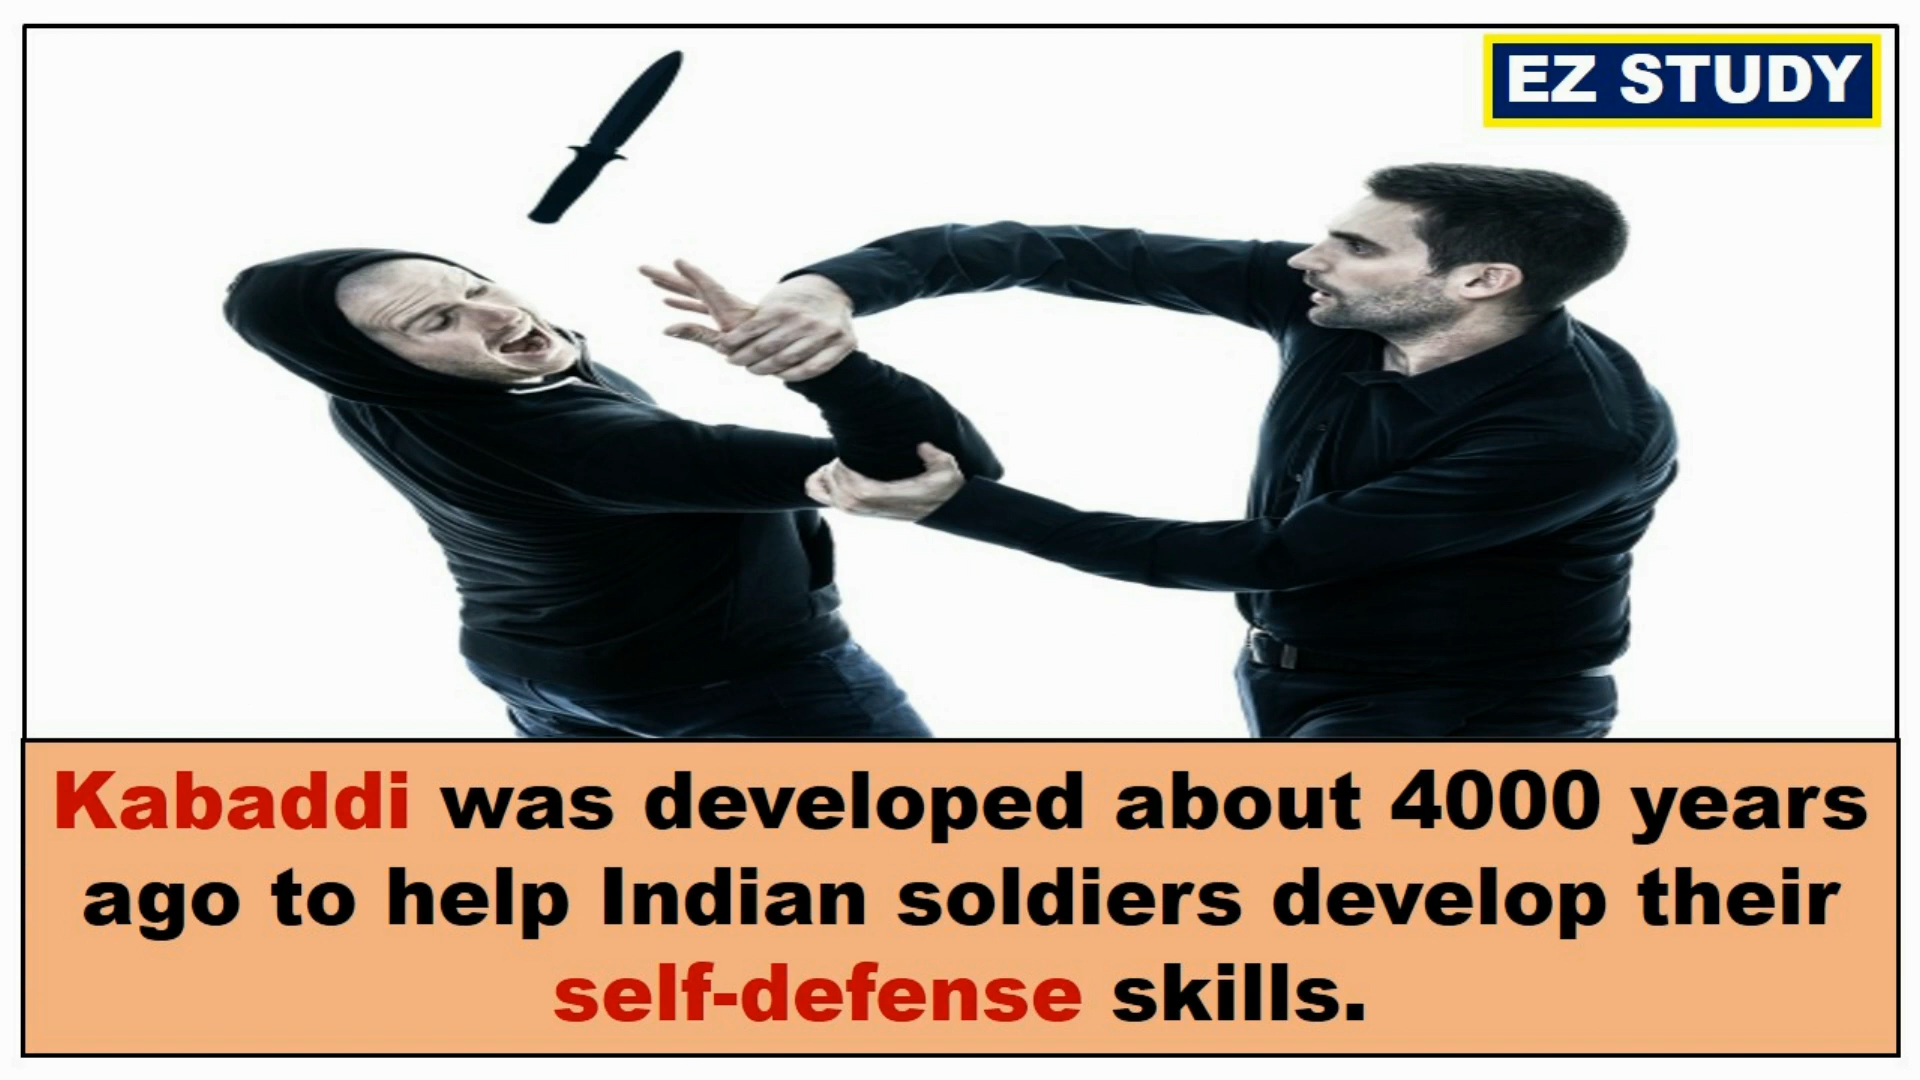 EZ STUDY
Kabaddi was developed about 4000 years
ago to help Indian soldiers develop their
self-defense skills.